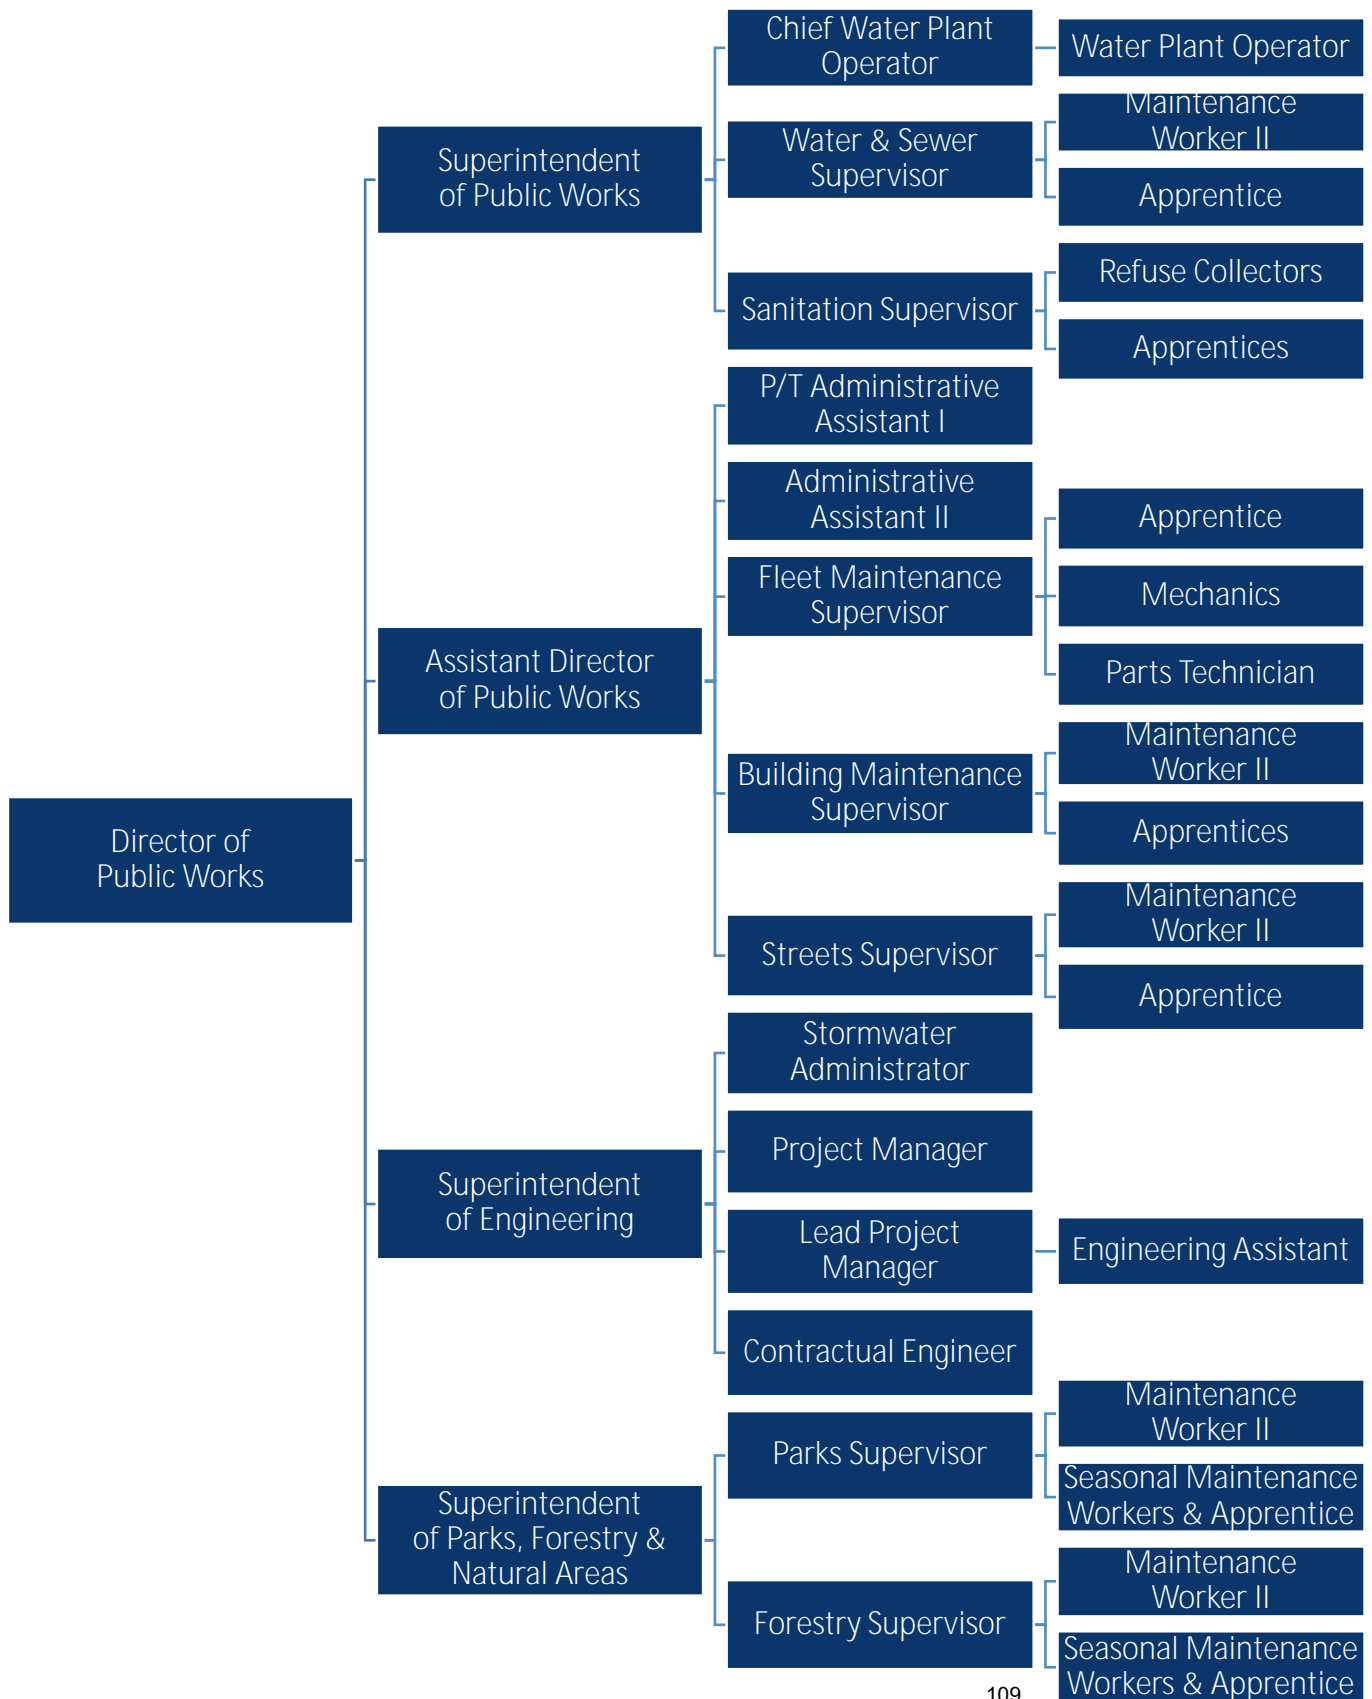 Chief Water Plant
Operator
Water Plant Operator
Maintenance
Worker II
Water & Sewer
Supervisor
Apprentice
Superintendent
of Public Works
Refuse Collectors
Sanitation Supervisor
Apprentices
P/T Administrative
Assistant I
Administrative
Assistant II
Apprentice
Fleet Maintenance
Supervisor
Mechanics
Parts Technician
Assistant Director
of Public Works
Maintenance
Worker II
Building Maintenance
Supervisor
Apprentices
Director of
Public Works
Maintenance
Worker II
Streets Supervisor
Apprentice
Stormwater
Administrator
Project Manager
Superintendent
of Engineering
Lead Project
Manager
Engineering Assistant
Contractual Engineer
Maintenance
Worker II
Parks Supervisor
Seasonal Maintenance
Workers & Apprentice
Superintendent
of Parks, Forestry &
Natural Areas
Maintenance
Worker II
Forestry Supervisor
Seasonal Maintenance
Workers & Apprentice
109